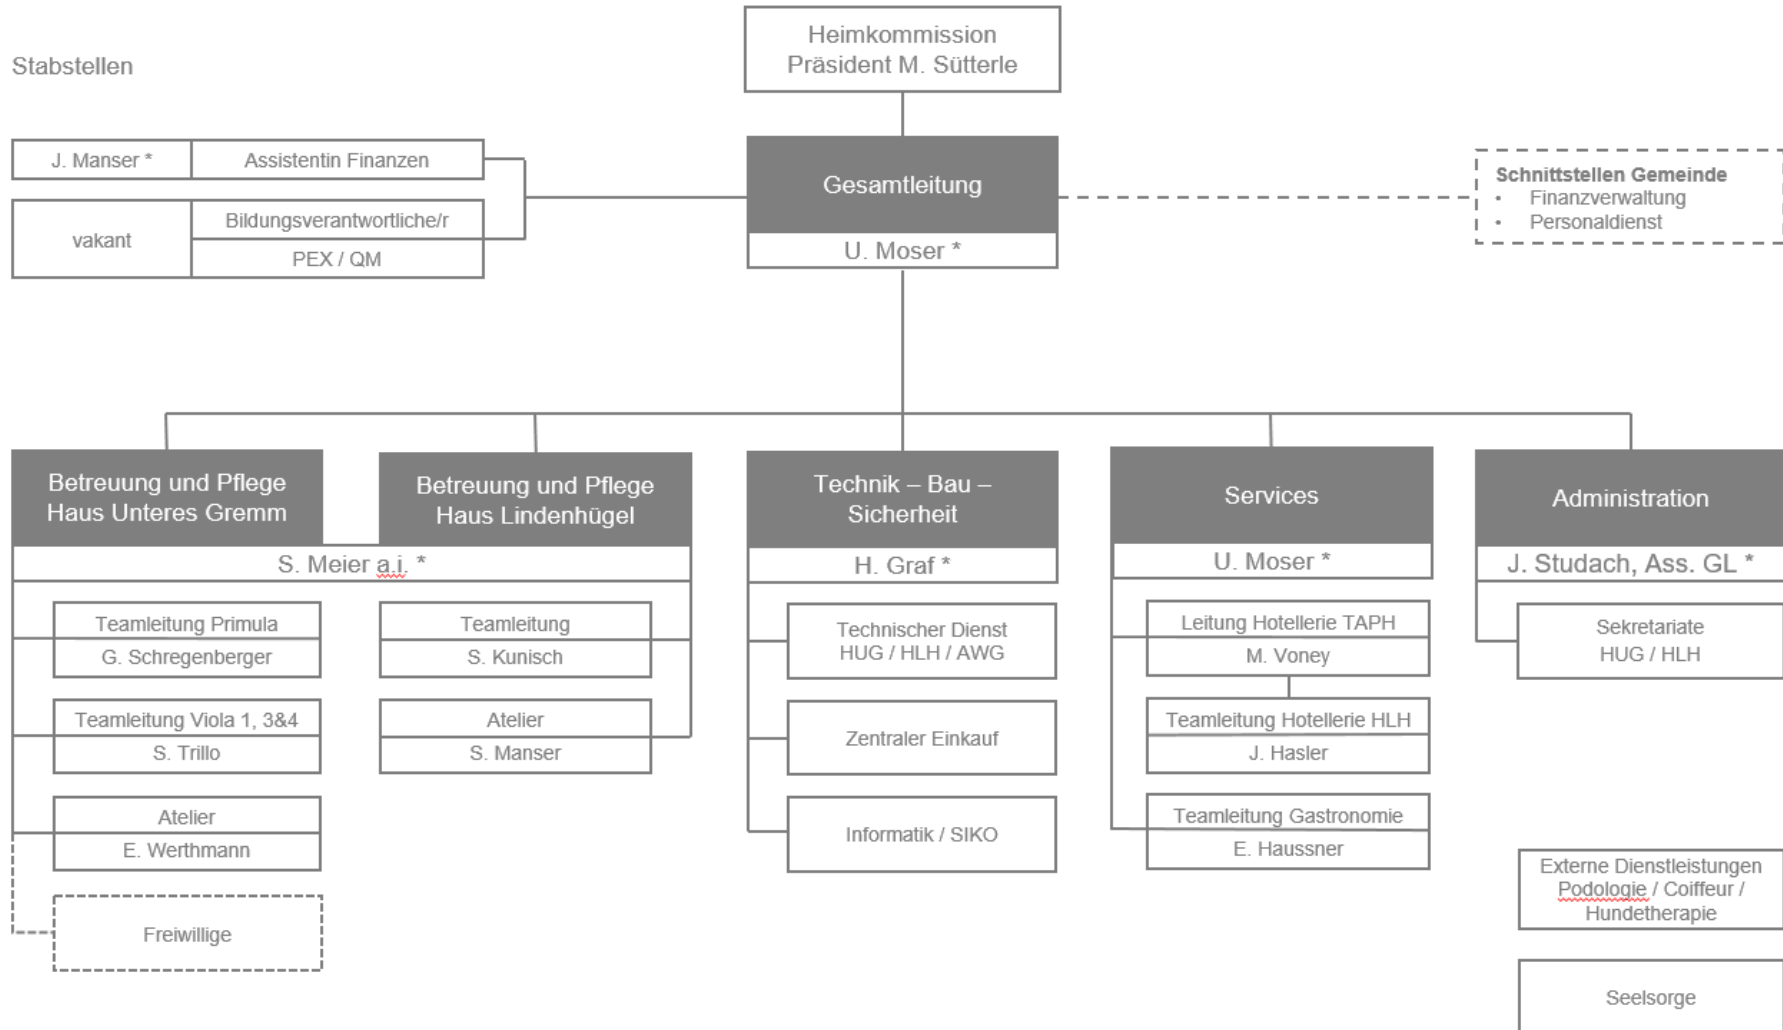 Heimkommission
Präsident M. Sütterle
Stabstellen
J. Manser *
Assistentin Finanzen
vakant
Bildungsverantwortliche/r
PEX / QM
Gesamtleitung
U. Moser *
Schnittstellen Gemeinde
• Finanzverwaltung
• Personaldienst
Betreuung und Pflege
Haus Unteres Gremm
Betreuung und Pflege
Haus Lindenhügel
S. Meier a.i. *
Teamleitung Primula
G. Schregenberger
Teamleitung Viola 1, 3&4
S. Trillo
Atelier
E. Werthmann
Freiwillige
Teamleitung
S. Kunisch
Atelier
S. Manser
Technik – Bau –
Sicherheit
H. Graf *
Technischer Dienst
HUG / HLH / AWG
Zentraler Einkauf
Informatik / SIKO
Services
U. Moser *
Leitung Hotellerie TAPH
M. Voney
Teamleitung Hotellerie HLH
J. Hasler
Teamleitung Gastronomie
E. Haussner
Administration
J. Studach, Ass. GL *
Sekretariate
HUG / HLH
Externe Dienstleistungen
Podologie / Coiffeur /
Hundetherapie
Seelsorge